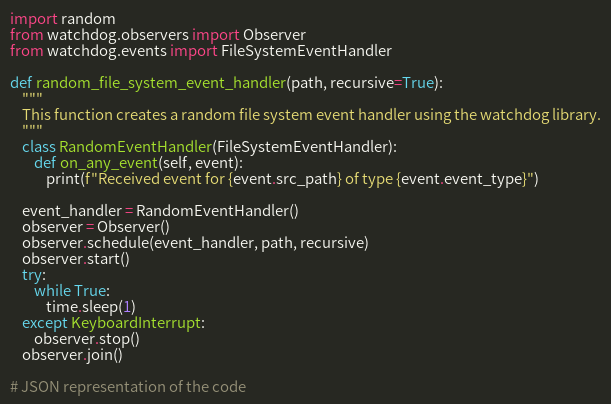 import random
from watchdog.observers import Observer
from watchdog.events import FileSystemEventHandler

def random_file_system_event_handler(path, recursive=True):
    """
    This function creates a random file system event handler using the watchdog library.
    """
    class RandomEventHandler(FileSystemEventHandler):
        def on_any_event(self, event):
            print(f"Received event for {event.src_path} of type {event.event_type}")

    event_handler = RandomEventHandler()
    observer = Observer()
    observer.schedule(event_handler, path, recursive)
    observer.start()
    try:
        while True:
            time.sleep(1)
    except KeyboardInterrupt:
        observer.stop()
    observer.join()

# JSON representation of the code